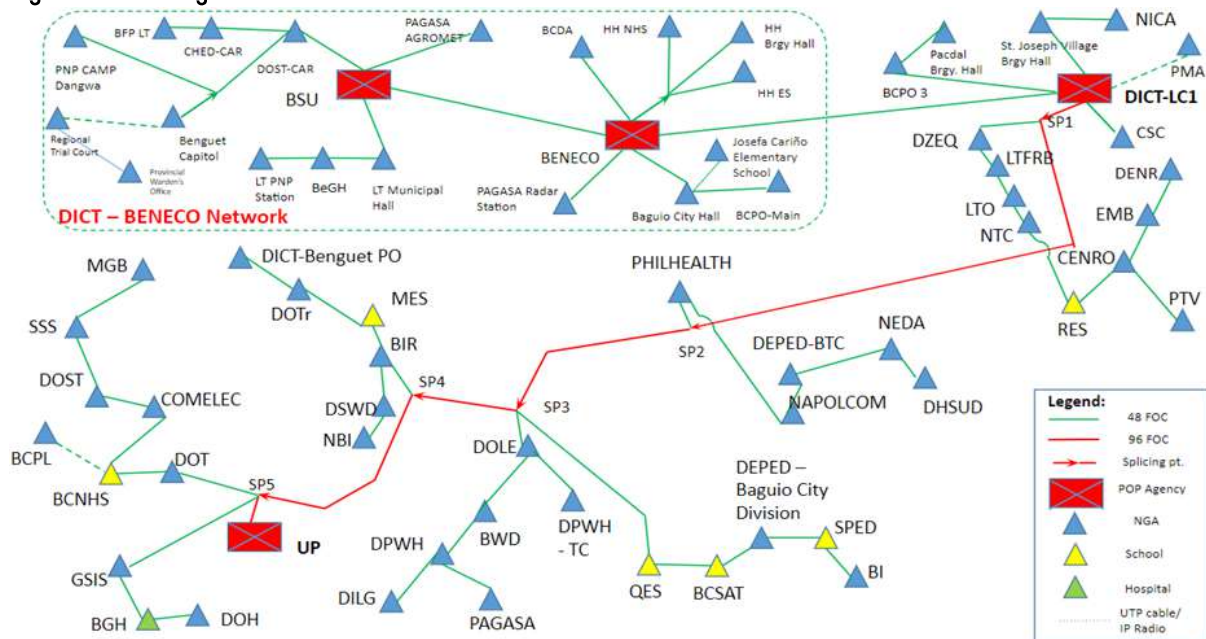 BFP LT
CHED-CAR
PAGASA
AGROMET
BCDA
HH NHS
HH
Brgy Hall
NICA
Pacdal
Brgy. Hall
St. Joseph Village
Brgy Hall
PMA
PNP CAMP
Dangwa
DOST-CAR
BSU
HH ES
BCPO 3
DICT-LC1
SP1
Regional
Trial Court
Benguet
Capitol
BENECO
Josefa Cariño
Elementary
School
DZEQ
CSC
LTFRB
DENR
Provincial
Warden's
Office
LT PNP
Station
BeGH
LT Municipal
Hall
PAGASA Radar
Station
Baguio City Hall
BCPO-Main
LTO
EMB
DICT – BENECO Network
NTC
MGB
DICT-Benguet PO
PHILHEALTH
CENRO
DOTr
MES
PTV
SSS
RES
BIR
SP2
DEPED-BTC
NEDA
DOST
COMELEC
SP4
SP3
DSWD
NAPOLCOM
DHSUD
NBI
BCPL
DOT
DOLE
BCNHS
SP5
DEPED –
Baguio City
Division
UP
BWD
DPWH
- TC
SPED
GSIS
DPWH
QES
BCSAT
BI
BGH
DOH
DILG
PAGASA
Legend:
48 FOC
96 FOC
Splicing pt.
POP Agency
NGA
School
Hospital
UTP cable/
IP Radio